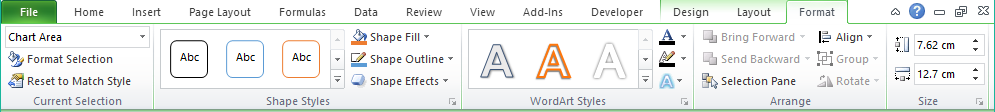 File Home Insert Page Layout Formulas Data Review View Add-Ins Developer Design Layout Format
Chart Area
Format Selection
Reset to Match Style
Current Selection
Abc Abc Abc
Shape Fill
Shape Outline
Shape Effects
Shape Styles
A A A
A
A
A
WordArt Styles
Bring Forward
Send Backward
Selection Pane
Align
Group
Rotate
Arrange
7.62 cm
12.7 cm
Size